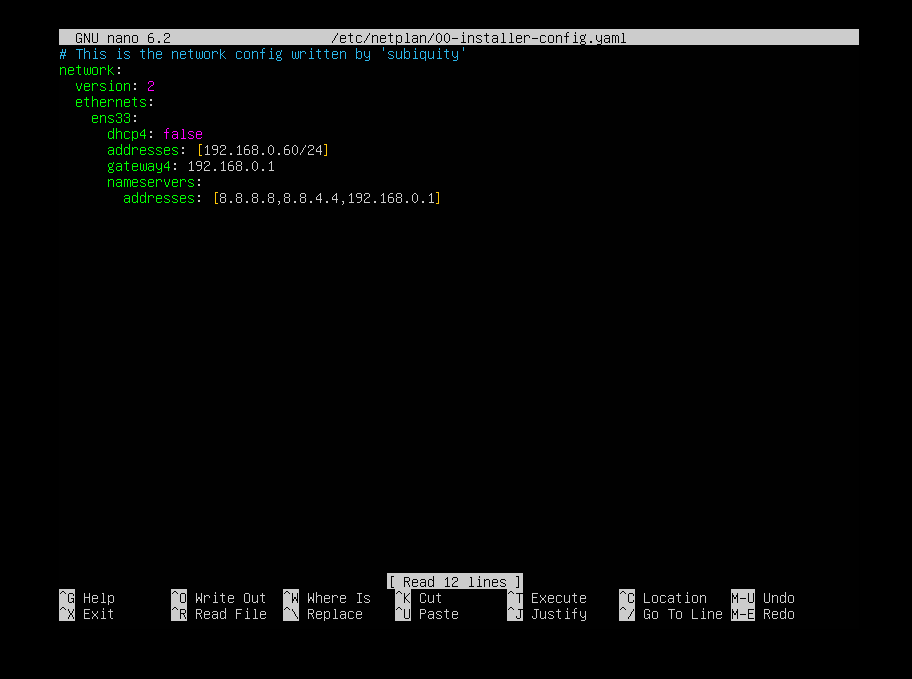 GNU nano 6.2 /etc/netplan/00-installer-config.yaml
# This is the network config written by 'subiquity'
network:
  version: 2
  ethernets:
    ens33:
      dhcp4: false
      addresses: [192.168.0.60/24]
      gateway4: 192.168.0.1
      nameservers:
        addresses: [8.8.8.8,8.8.4.4,192.168.0.1]
[ Read 12 lines ]
^G Help ^O Write Out ^W Where Is ^K Cut ^T Execute ^C Location M-U Undo
^X Exit ^R Read File ^\ Replace ^U Paste ^J Justify ^/ Go To Line M-E Redo